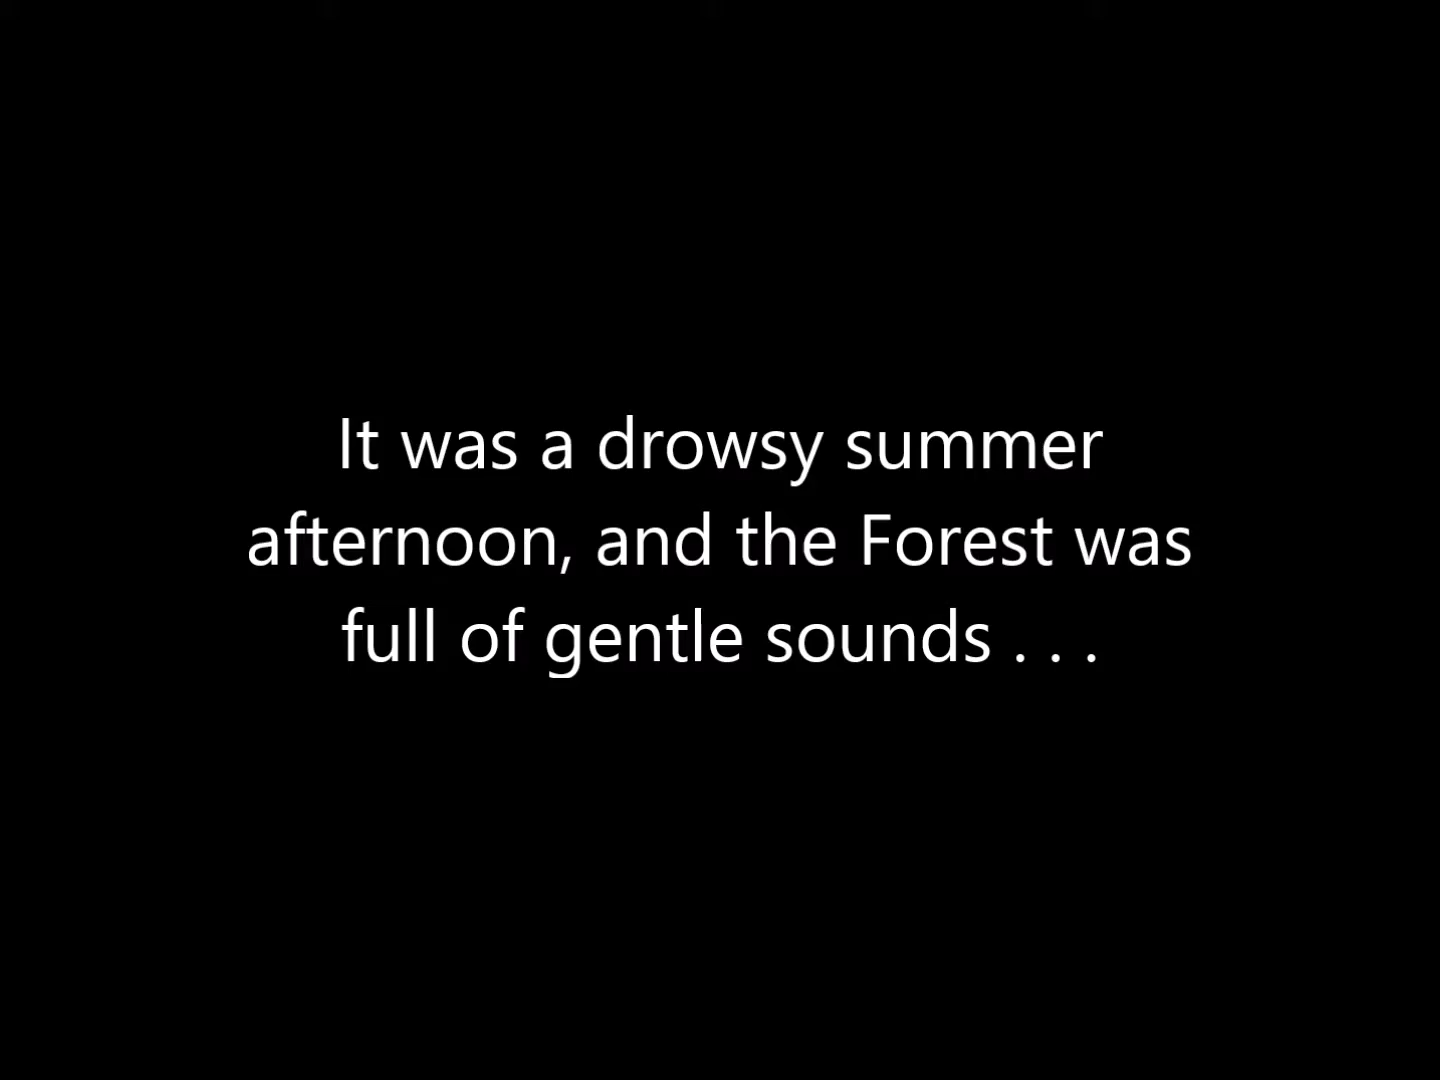 It was a drowsy summer
afternoon, and the Forest was
full of gentle sounds . . .